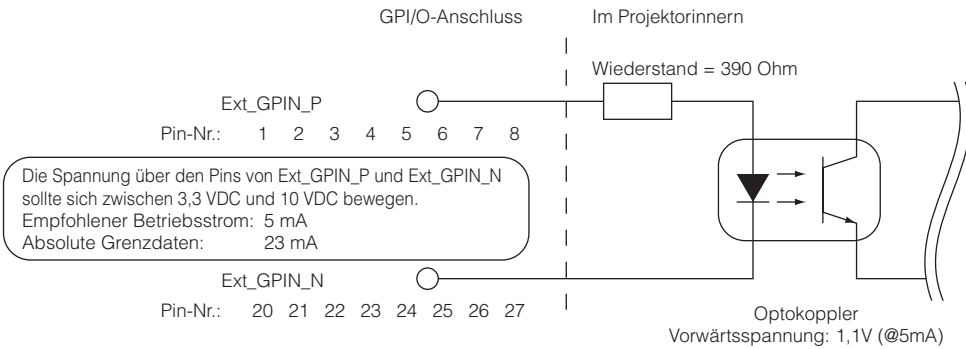 GPI/O-Anschluss
Im Projektorinnern
Wiederstand = 390 Ohm
Ext_GPIN_P
Pin-Nr.: 1 2 3 4 5 6 7 8
Die Spannung über den Pins von Ext_GPIN_P und Ext_GPIN_N
sollte sich zwischen 3,3 VDC und 10 VDC bewegen.
Empfohlener Betriebsstrom: 5 mA
Absolute Grenzdaten: 23 mA
Ext_GPIN_N
Pin-Nr.: 20 21 22 23 24 25 26 27
Optokoppler
Vorwärtsspannung: 1,1V (@5mA)